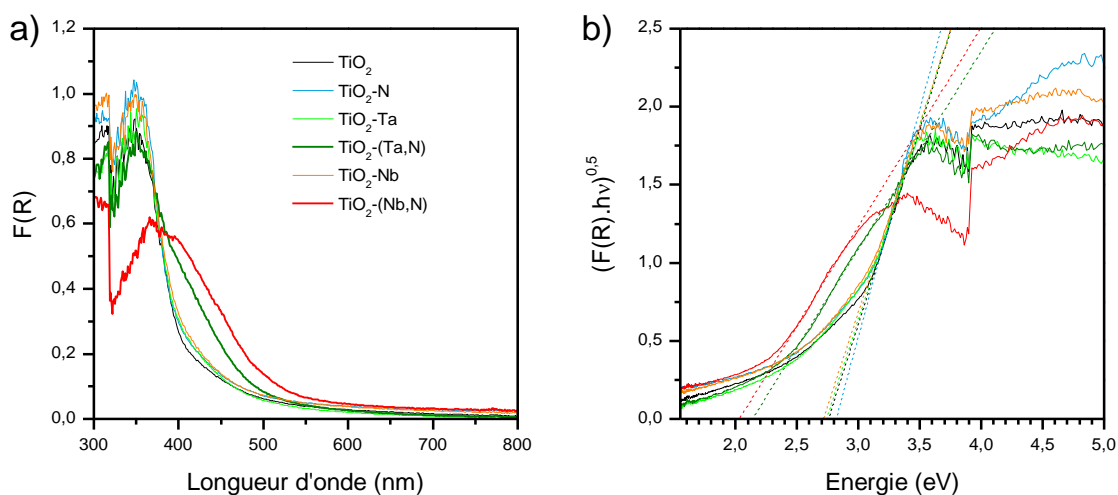 a)
1,2
1,0
0,8
0,6
0,4
0,2
0,0
F(R)
300 400 500 600 700 800
Longueur d'onde (nm)
TiO₂
TiO₂-N
TiO₂-Ta
TiO₂-(Ta,N)
TiO₂-Nb
TiO₂-(Nb,N)
b)
2,5
2,0
1,5
1,0
0,5
0,0
(F(R).hν)^0,5
2,0 2,5 3,0 3,5 4,0 4,5 5,0
Energie (eV)